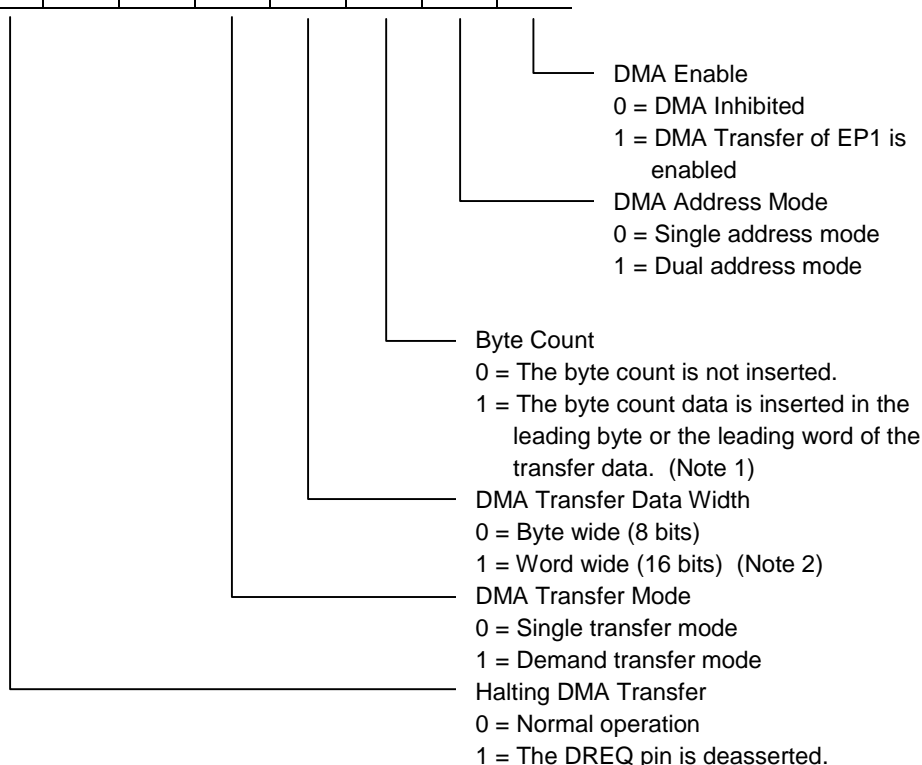 DMA Enable
0 = DMA Inhibited
1 = DMA Transfer of EP1 is
enabled
DMA Address Mode
0 = Single address mode
1 = Dual address mode
Byte Count
0 = The byte count is not inserted.
1 = The byte count data is inserted in the
leading byte or the leading word of the
transfer data.  (Note 1)
DMA Transfer Data Width
0 = Byte wide (8 bits)
1 = Word wide (16 bits)  (Note 2)
DMA Transfer Mode
0 = Single transfer mode
1 = Demand transfer mode
Halting DMA Transfer
0 = Normal operation
1 = The DREQ pin is deasserted.